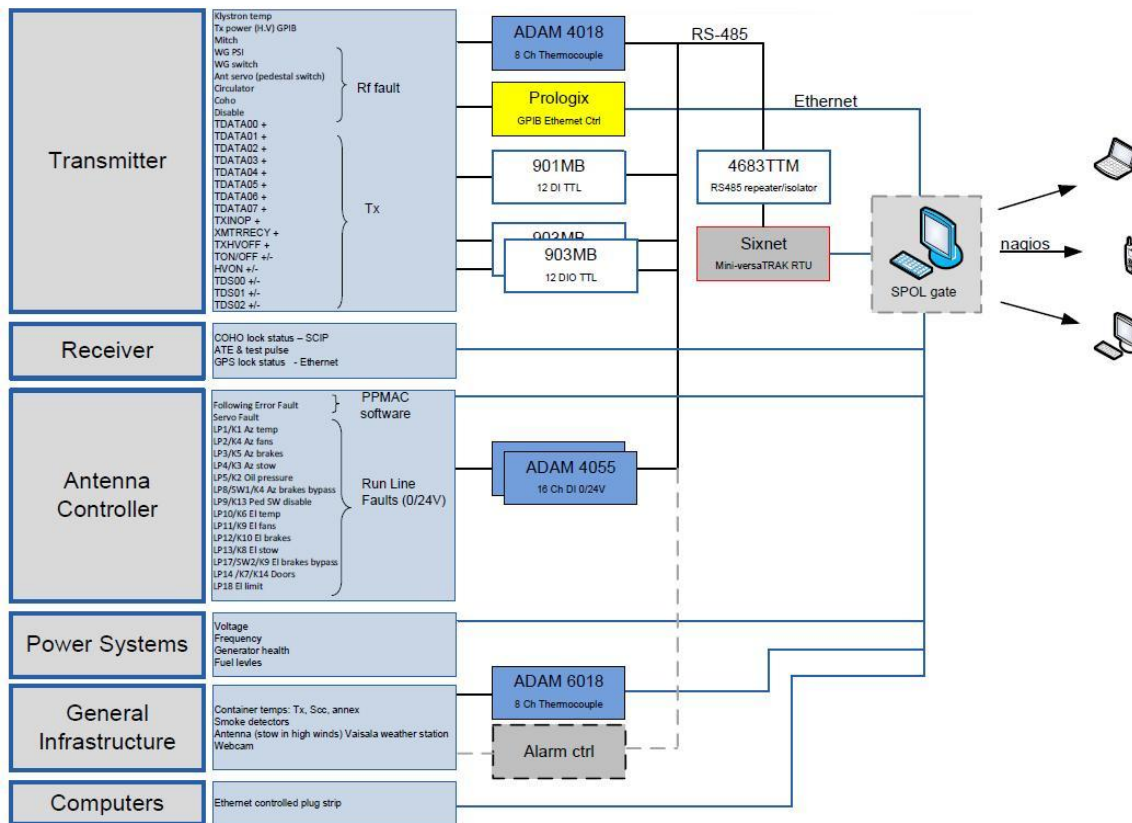 Transmitter
Klystron temp
Tx power (H.V) GPIB
Mitch
WG PSI
WG switch
Ant servo (pedestal switch)
Circulator
Coho
Disable
TDATA00 +
TDATA01 +
TDATA02 +
TDATA03 +
TDATA04 +
TDATA05 +
TDATA06 +
TDATA07 +
TXINOP +
XMTRRECY +
TXHVOFF +
TON/OFF +/-
HVON +/-
TDS00 +/-
TDS01 +/-
TDS02 +/-
Rf fault
Tx
ADAM 4018
8 Ch Thermocouple
Prologix
GPIB Ethernet Ctrl
901MB
12 DI TTL
903MB
903MB
12 DIO TTL
RS-485
Ethernet
4683TTM
RS485 repeater/isolator
Sixnet
Mini-versaTRAK RTU
SPOL gate
nagios
Receiver
COHO lock status – SCIP
ATE & test pulse
GPS lock status - Ethernet
Antenna
Controller
Following Error Fault
Servo Fault
LP1/K1 Az temp
LP2/K4 Az fans
LP3/K5 Az brakes
LP4/K3 Az stow
LP5/K2 Oil pressure
LP8/SW1/K4 Az brakes bypass
LP9/K13 Ped SW disable
LP10/K6 El temp
LP11/K9 El fans
LP12/K10 El brakes
LP13/K8 El stow
LP17/SW2/K9 El brakes bypass
LP14 /K7/K14 Doors
LP18 El limit
PPMAC
software
Run Line
Faults (0/24V)
ADAM 4055
16 Ch DI 0/24V
Power Systems
Voltage
Frequency
Generator health
Fuel levles
General
Infrastructure
Container temps: Tx, Scc, annex
Smoke detectors
Antenna (stow in high winds) Vaisala weather station
Webcam
ADAM 6018
8 Ch Thermocouple
Alarm ctrl
Computers
Ethernet controlled plug strip